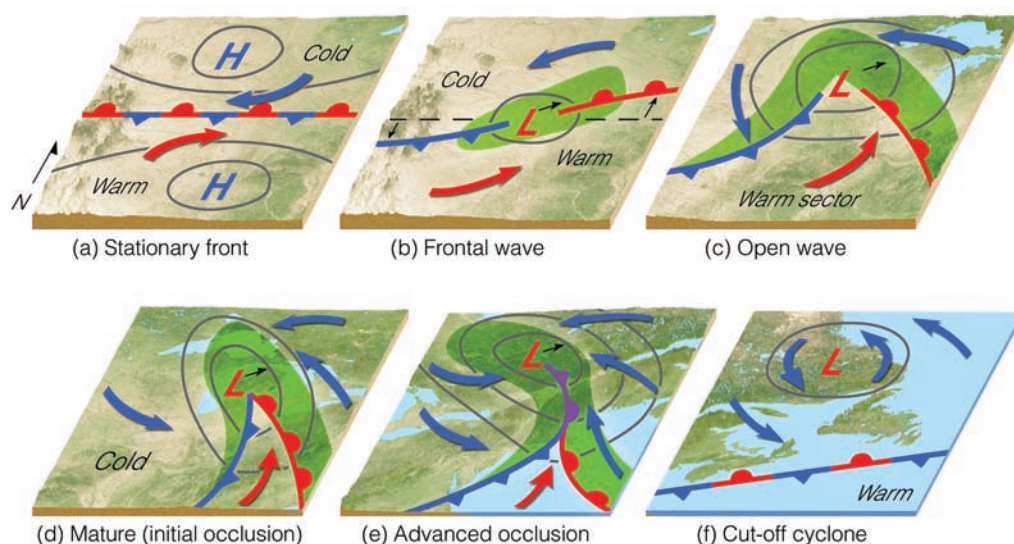 H
Cold
H
Warm
N
(a) Stationary front
Cold
L
Warm
(b) Frontal wave
L
Warm sector
(c) Open wave
L
Cold
(d) Mature (initial occlusion)
L
(e) Advanced occlusion
L
Warm
(f) Cut-off cyclone